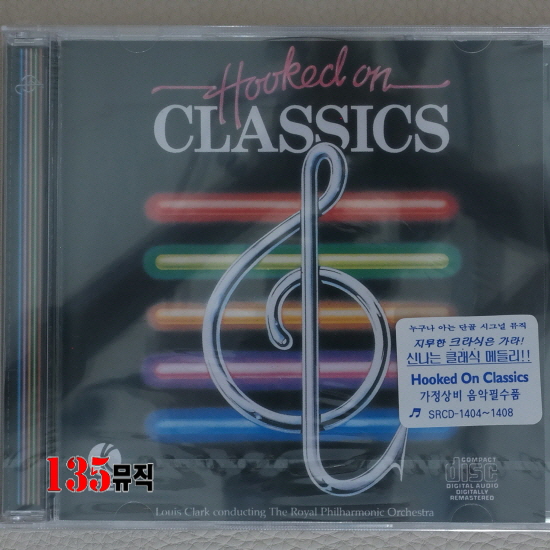 Hooked on
CLASSICS
누구나 아는 단골 시그널 뮤직
지루한 크라식은 가라!
신나는 클래식 메들리!!
Hooked On Classics
가정상비 음악필수품
SRCD-1404~1408
135뮤직
COMPACT
disc
DIGITAL AUDIO
DIGITALLY
REMASTERED
Louis Clark conducting The Royal Philharmonic Orchestra